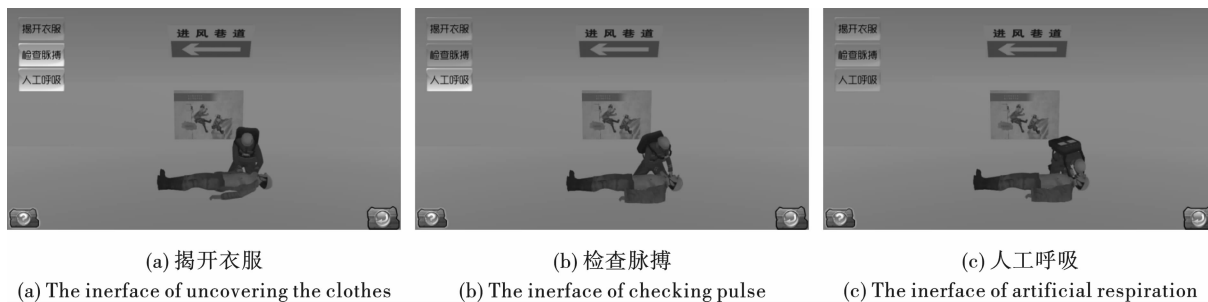 揭开衣服
检查脉搏
人工呼吸
进风巷道
?
揭开衣服
检查脉搏
人工呼吸
进风巷道
?
揭开衣服
检查脉搏
人工呼吸
进风巷道
?
(a) 揭开衣服
(a) The inerface of uncovering the clothes
(b) 检查脉搏
(b) The inerface of checking pulse
(c) 人工呼吸
(c) The inerface of artificial respiration